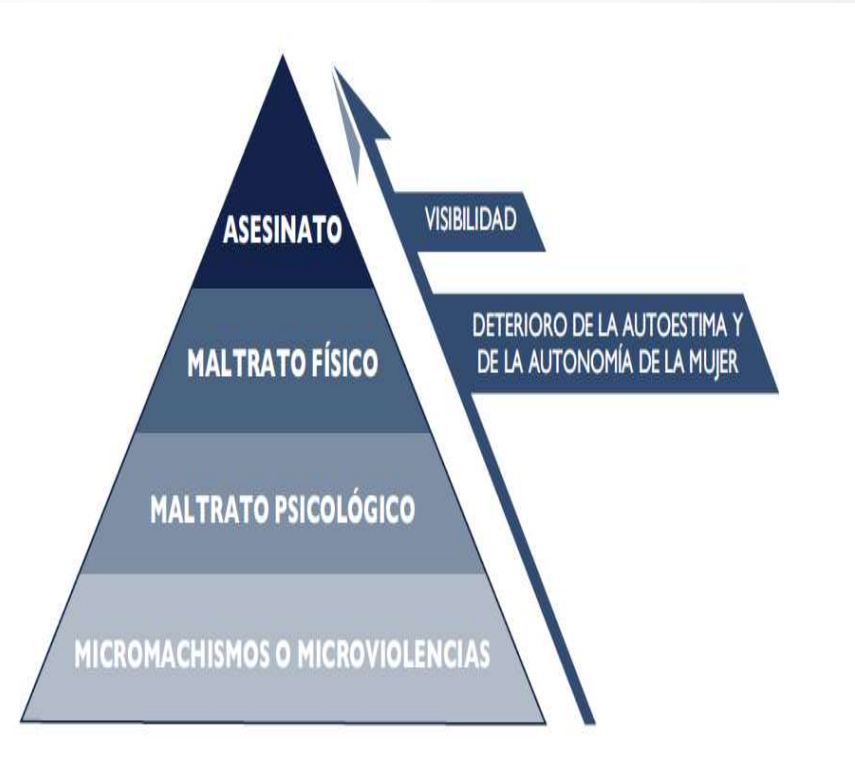 ASESINATO
VISIBILIDAD
DETERIORO DE LA AUTOESTIMA Y
DE LA AUTONOMÍA DE LA MUJER
MALTRATO FÍSICO
MALTRATO PSICOLÓGICO
MICROMACHISMOS O MICROVIOLENCIAS